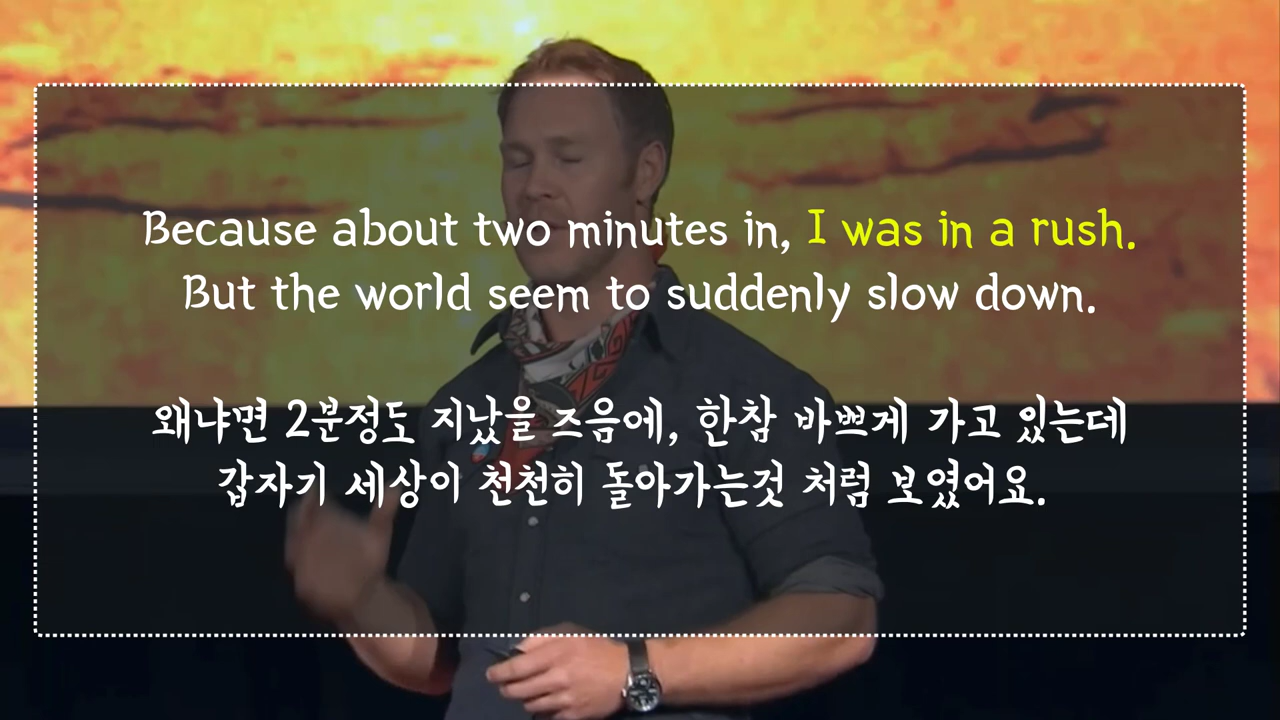 Because about two minutes in, I was in a rush.
But the world seem to suddenly slow down.
왜냐면 2분정도 지났을 즈음에, 한참 바쁘게 가고 있는데
갑자기 세상이 천천히 돌아가는것 처럼 보였어요.